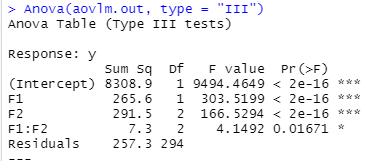 > Anova(aovlm.out, type = "III")
Anova Table (Type III tests)
Response: y
Sum Sq Df F value Pr(>F)
(Intercept) 8308.9 1 9494.4649 < 2e-16 ***
F1 265.6 1 303.5199 < 2e-16 ***
F2 291.5 2 166.5294 < 2e-16 ***
F1:F2 7.3 2 4.1492 0.01671 *
Residuals 257.3 294
---